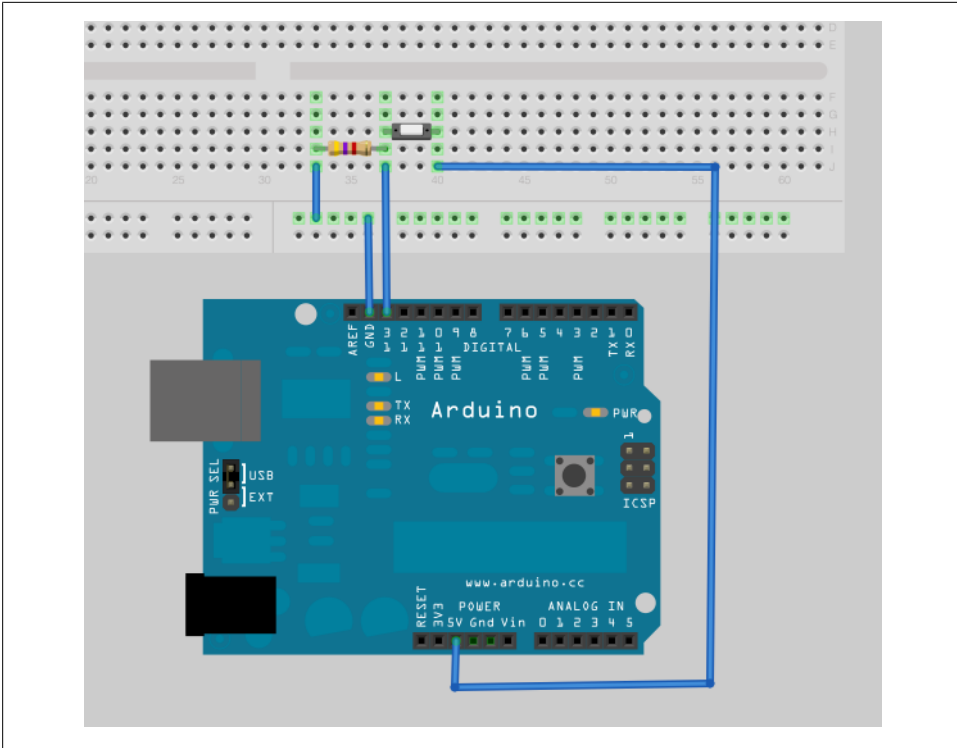 D
E
F
G
H
I
J
20 25 30 35 40 45 50 55 60
AREF
GND
13
12
11
10
9
8
7
6
5
4
3
2
TX 1
RX 0
DIGITAL
PWM
PWM
PWM
PWM
PWM
PWM
L
TX
RX
Arduino
PWR
1
ICSP
PWR SEL
USB
EXT
www.arduino.cc
POWER
ANALOG IN
RESET
3V3
5V Gnd Vin
0 1 2 3 4 5